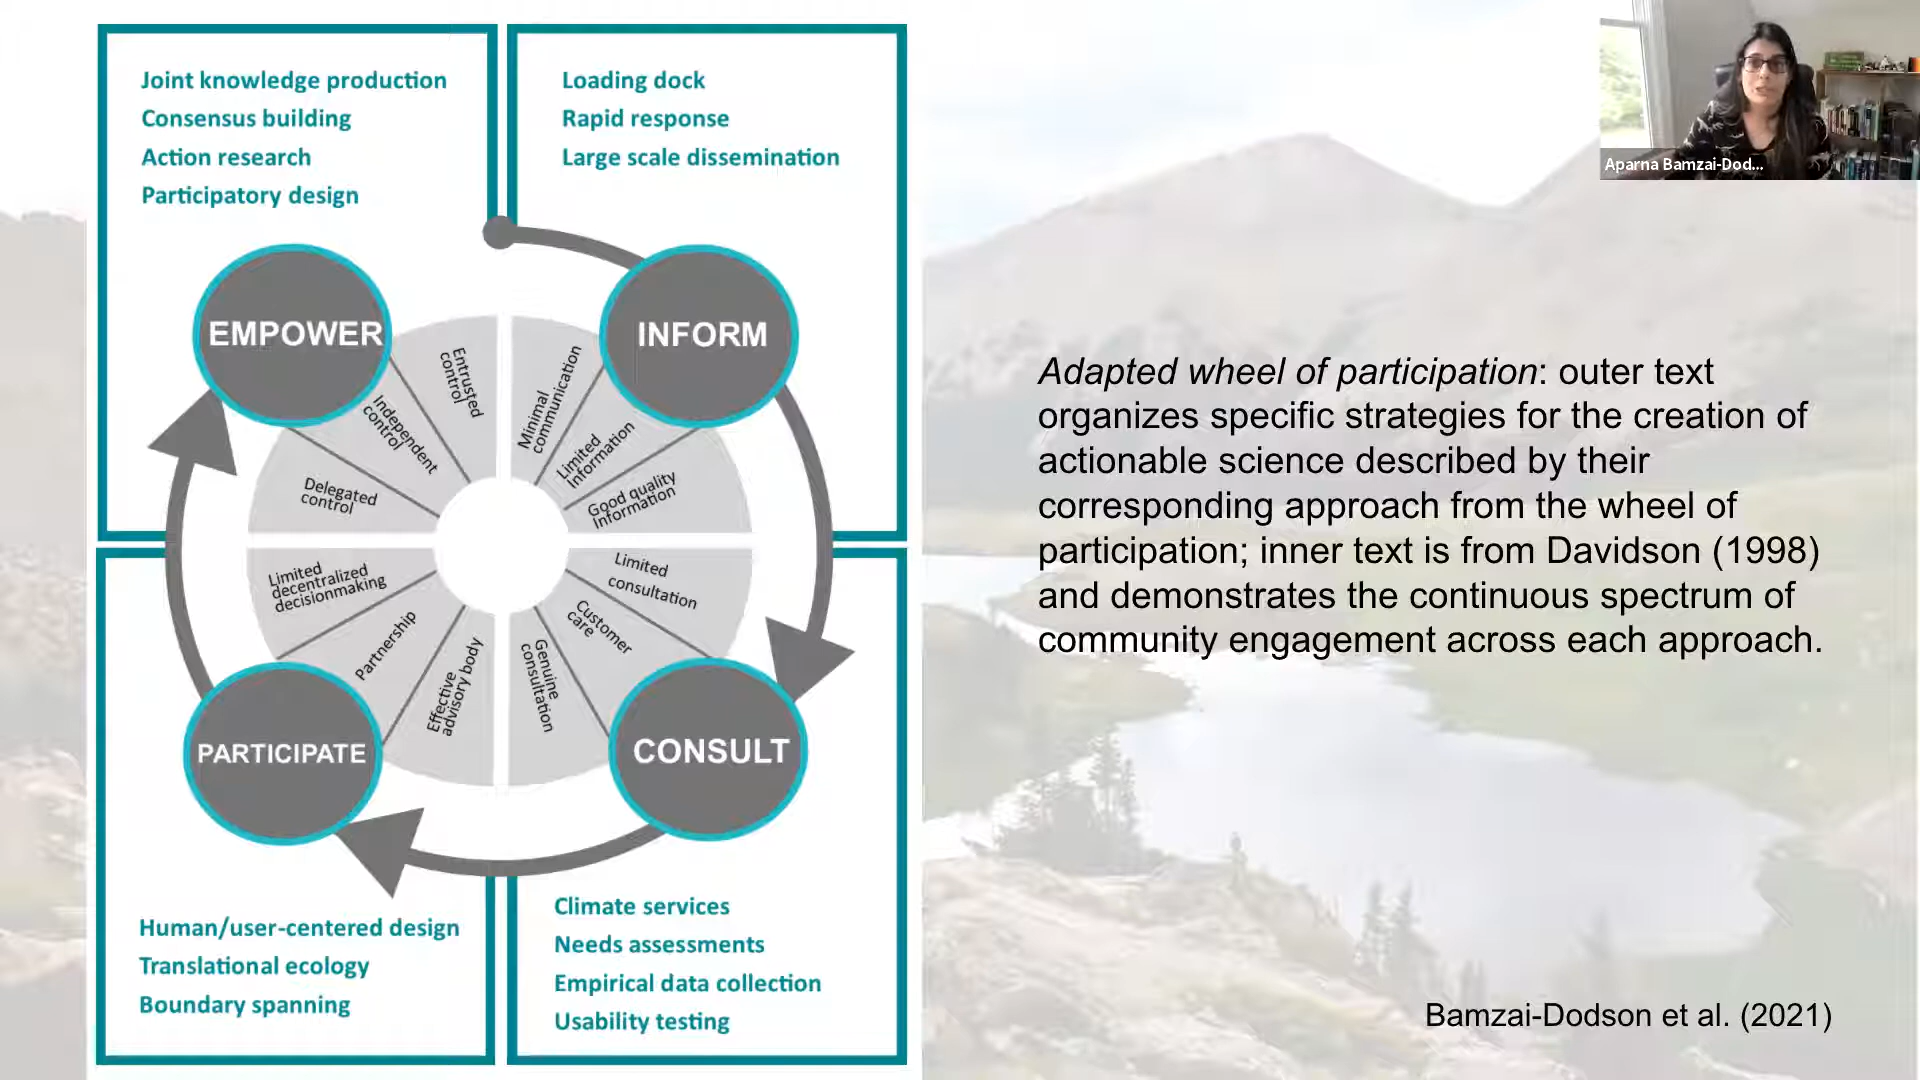 Joint knowledge production
Consensus building
Action research
Participatory design
Loading dock
Rapid response
Large scale dissemination
EMPOWER
INFORM
Entrusted
control
Independent
control
Delegated
control
Minimal
communication
Limited
Information
Good quality
Information
Limited
decentralized
decisionmaking
Partnership
Effective
advisory body
Limited
consultation
Customer
care
Genuine
consultation
PARTICIPATE
CONSULT
Human/user-centered design
Translational ecology
Boundary spanning
Climate services
Needs assessments
Empirical data collection
Usability testing
Aparna Bamzai-Dod...
Adapted wheel of participation: outer text
organizes specific strategies for the creation of
actionable science described by their
corresponding approach from the wheel of
participation; inner text is from Davidson (1998)
and demonstrates the continuous spectrum of
community engagement across each approach.
Bamzai-Dodson et al. (2021)